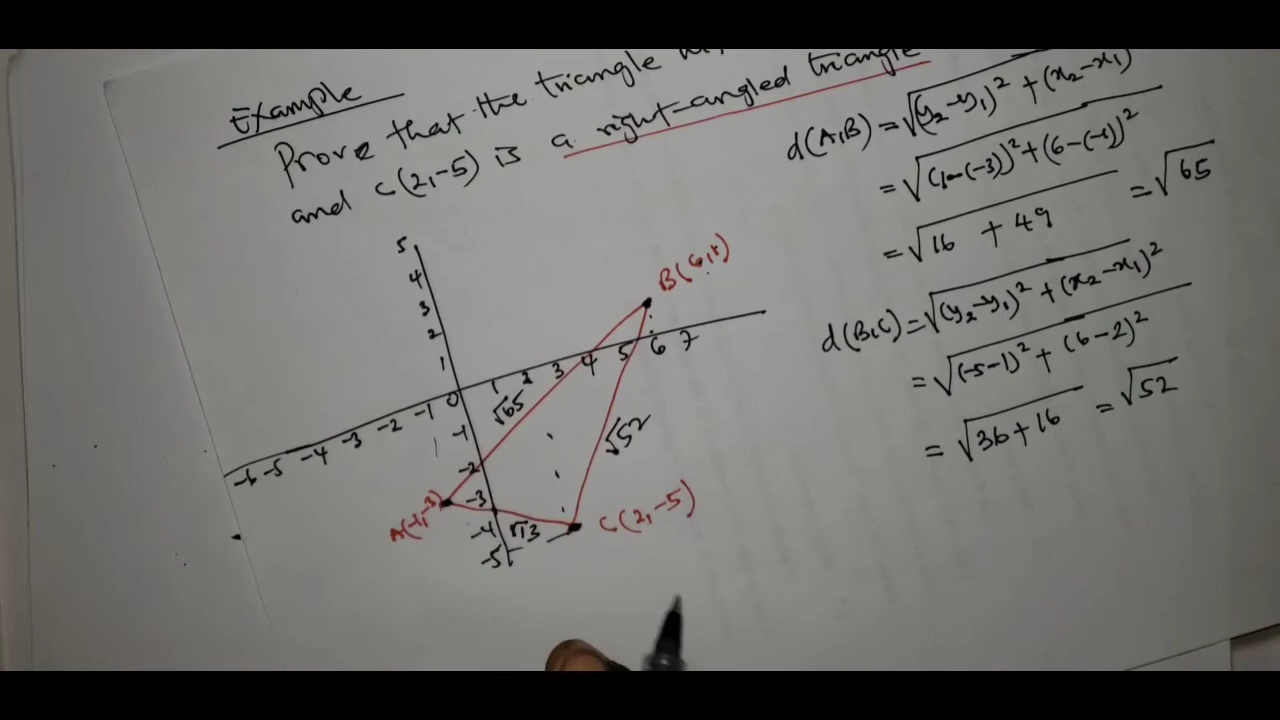 Example
Prove that the triangle
and C(2,-5) is a right-angled triangle
5
4
3
2
1
-6 -5 -4 -3 -2 -1 0 1 2 3 4 5 6 7
-1
-2
-3
-4
-5
A(-1,-3)
B(6,1)
C(2,-5)
√65
√52
√13
d(A,B) = √(y₂-y₁)² + (x₂-x₁)
= √(1-(-3))² + (6-(-1))²
= √16 + 49 = √65
d(B,C) = √(y₂-y₁)² + (x₂-x₁)²
= √(-5-1)² + (6-2)²
= √36+16 = √52